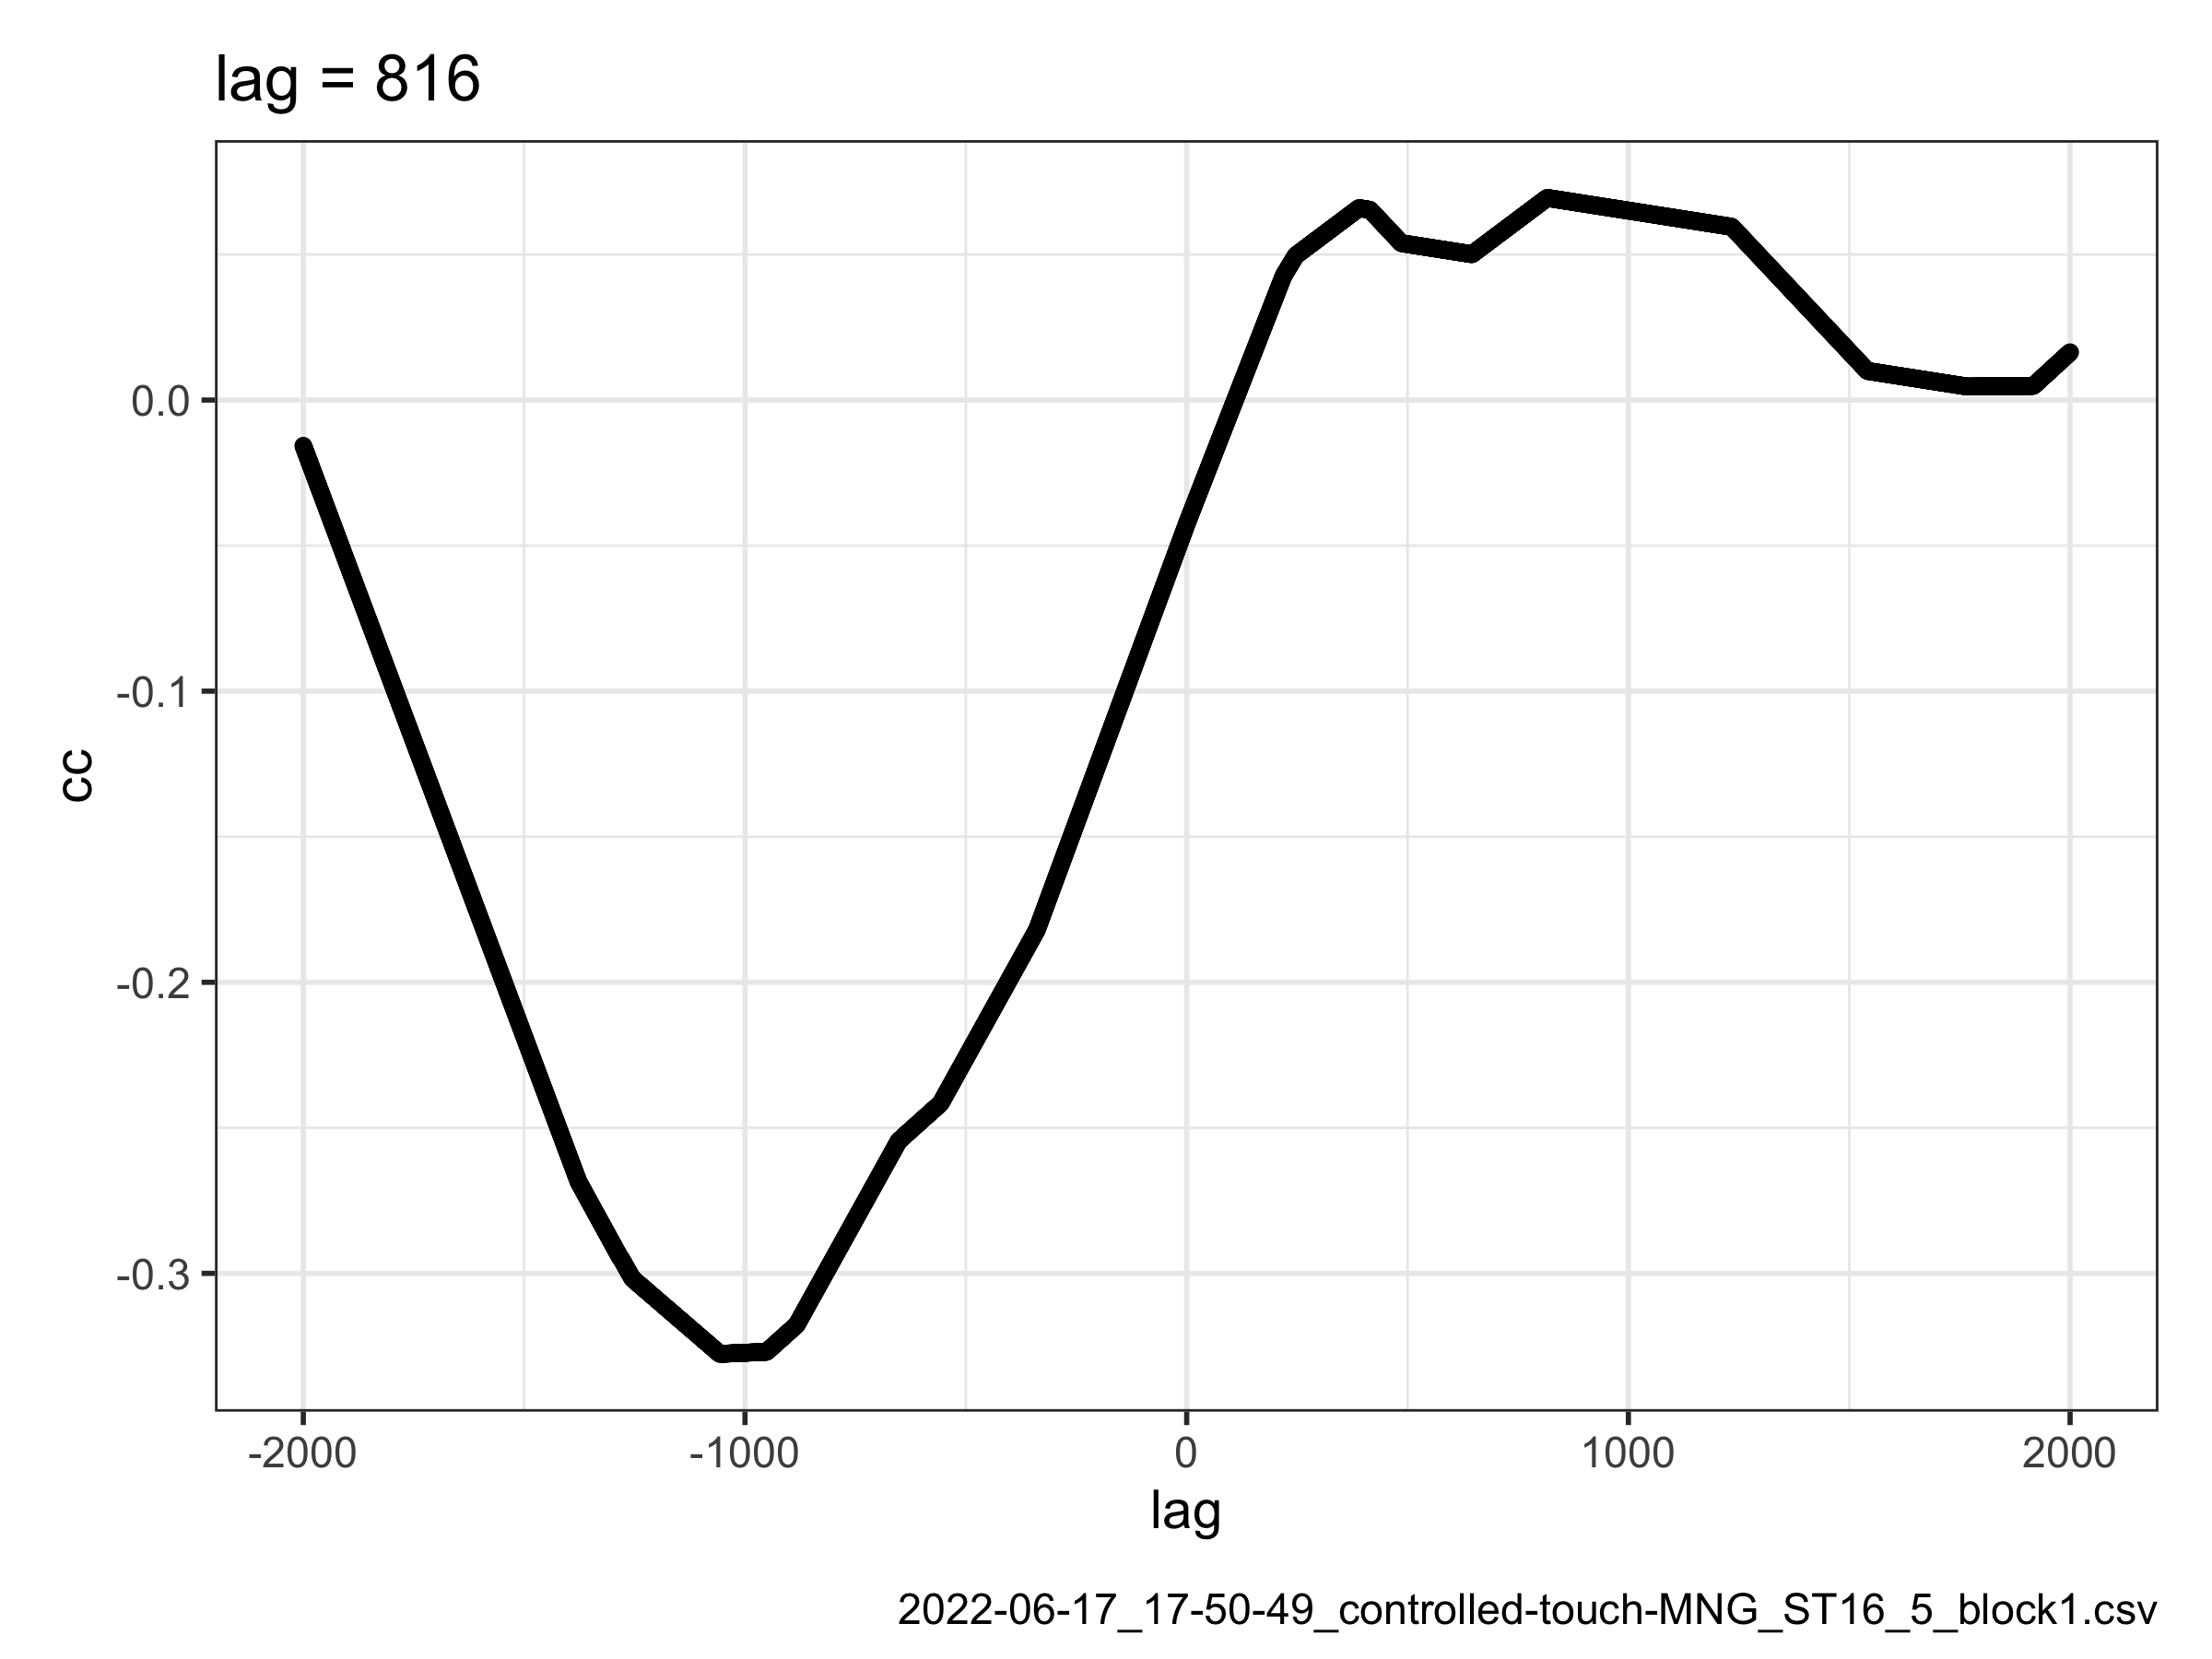 lag = 816
0.0
-0.1
-0.2
-0.3
cc
-2000 -1000 0 1000 2000
lag
2022-06-17_17-50-49_controlled-touch-MNG_ST16_5_block1.csv